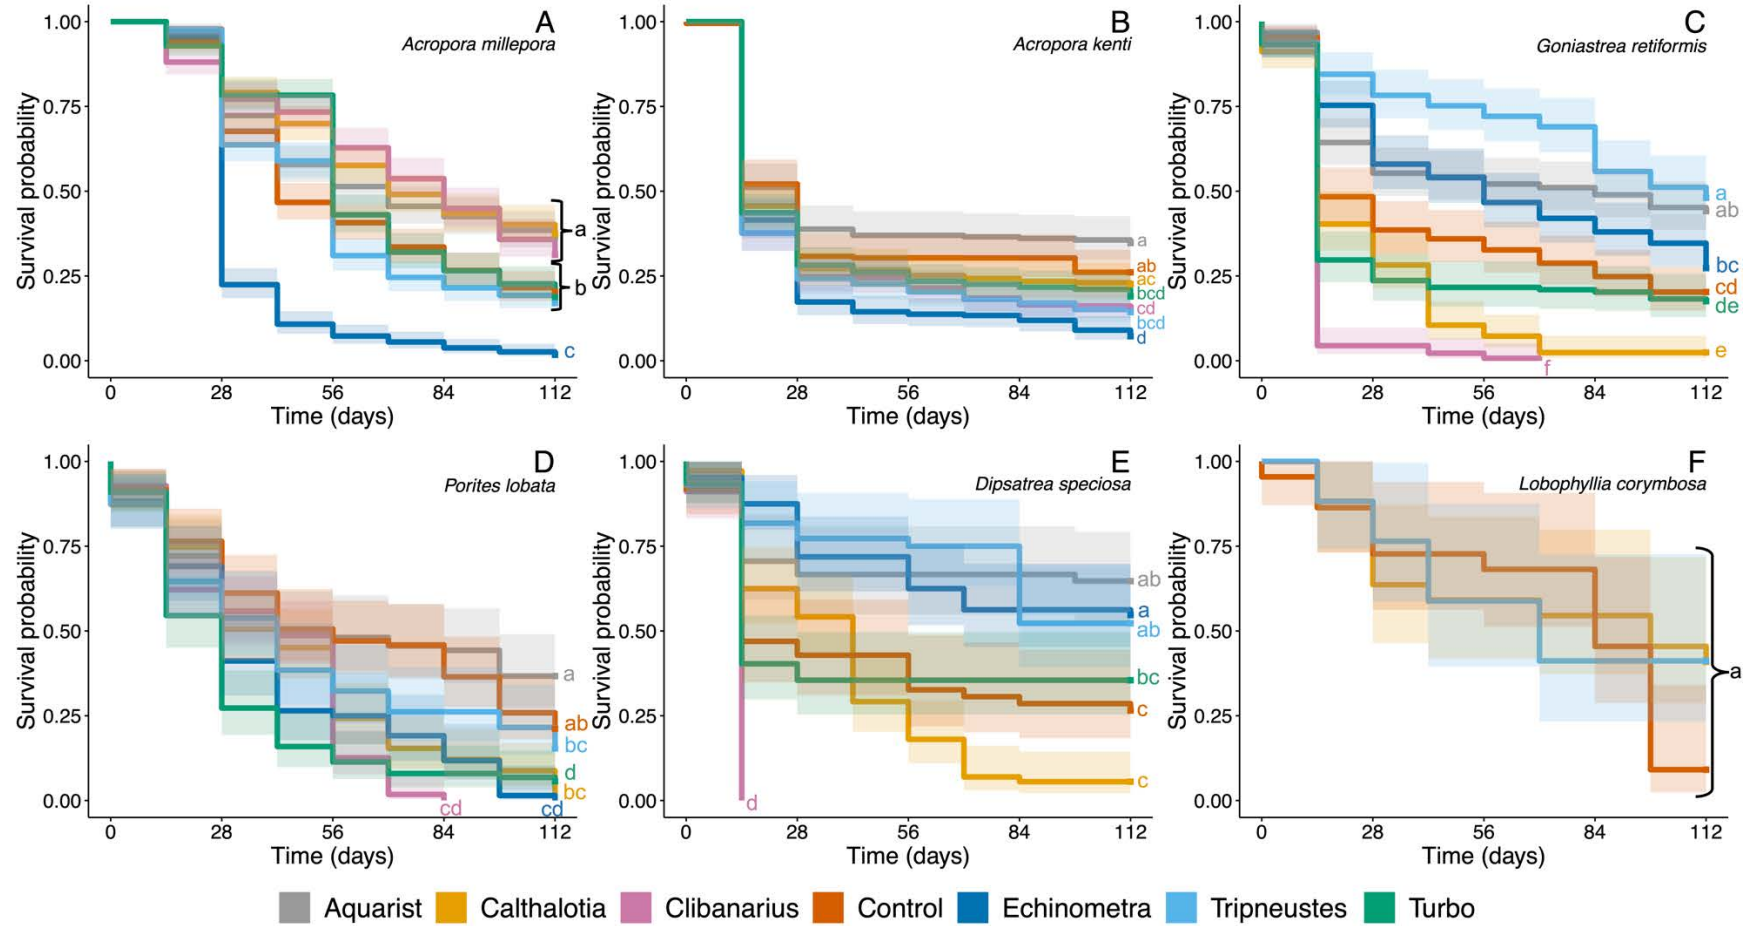 A
Acropora millepora
Survival probability
1.00
0.75
0.50
0.25
0.00
a
b
c
0 28 56 84 112
Time (days)
B
Acropora kenti
Survival probability
1.00
0.75
0.50
0.25
0.00
a
ab
ac
bcd
cd
bcd
d
0 28 56 84 112
Time (days)
C
Goniastrea retiformis
Survival probability
1.00
0.75
0.50
0.25
0.00
a
ab
bc
cd
de
e
f
0 28 56 84 112
Time (days)
D
Porites lobata
Survival probability
1.00
0.75
0.50
0.25
0.00
a
ab
bc
d
bc
cd cd
0 28 56 84 112
Time (days)
E
Dipsatrea speciosa
Survival probability
1.00
0.75
0.50
0.25
0.00
ab
a
ab
bc
c
c
d
0 28 56 84 112
Time (days)
F
Lobophyllia corymbosa
Survival probability
1.00
0.75
0.50
0.25
0.00
a
0 28 56 84 112
Time (days)
Aquarist Calthalotia Clibanarius Control Echinometra Tripneustes Turbo